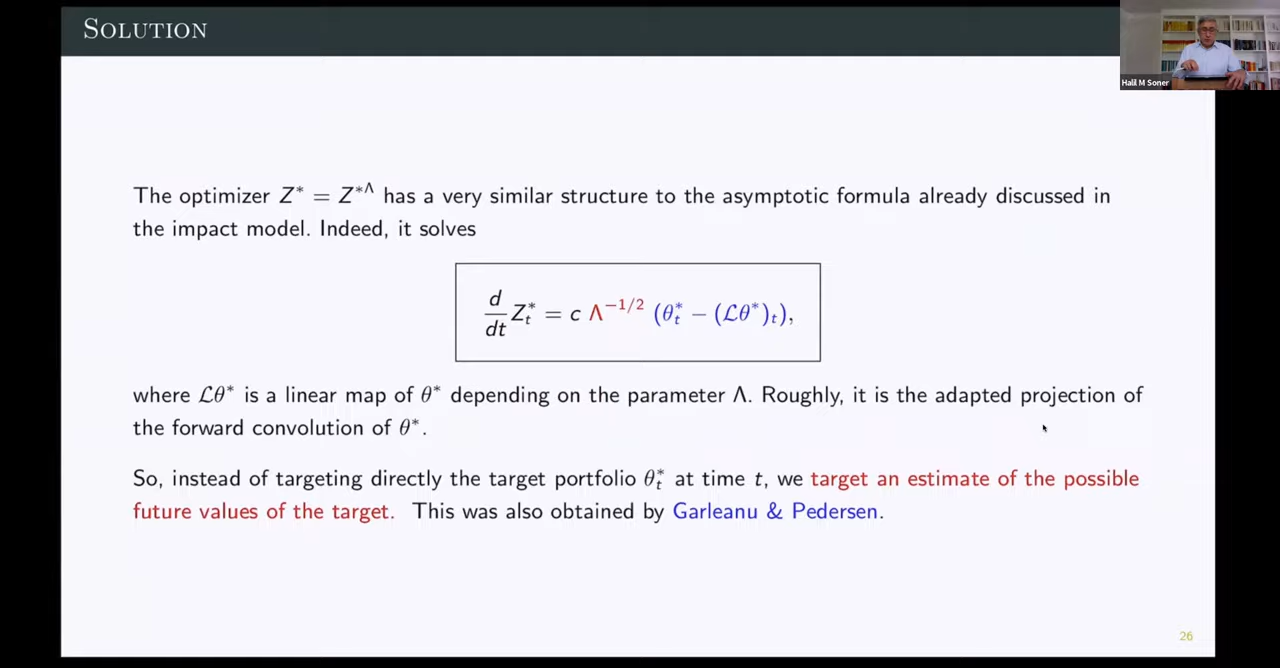 SOLUTION
Halil M Soner
The optimizer Z* = Z*Λ has a very similar structure to the asymptotic formula already discussed in
the impact model. Indeed, it solves
d/dt Z*ₜ = c Λ^{-1/2} (θ*ₜ − (ℒθ*)ₜ),
where ℒθ* is a linear map of θ* depending on the parameter Λ. Roughly, it is the adapted projection of
the forward convolution of θ*.
So, instead of targeting directly the target portfolio θ*ₜ at time t, we target an estimate of the possible
future values of the target. This was also obtained by Garleanu & Pedersen.
26